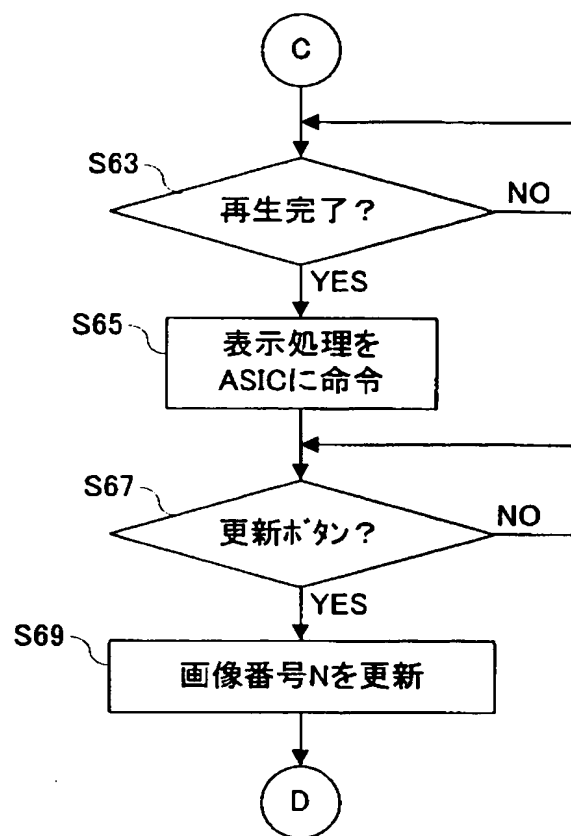 C
S63
再生完了?
NO
YES
S65
表示処理を
ASICに命令
S67
更新ボタン?
NO
YES
S69
画像番号Nを更新
D